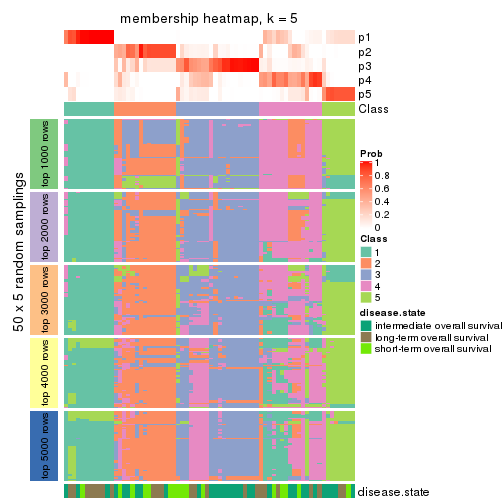 membership heatmap, k = 5
p1
p2
p3
p4
p5
Class
50 x 5 random samplings
top 1000 rows
top 2000 rows
top 3000 rows
top 4000 rows
top 5000 rows
disease.state
Prob
1
0.8
0.6
0.4
0.2
0
Class
1
2
3
4
5
disease.state
intermediate overall survival
long-term overall survival
short-term overall survival